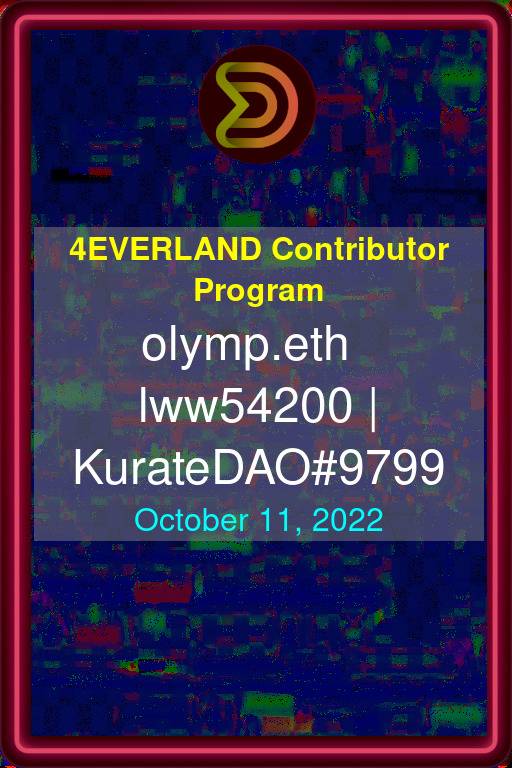 4EVERLAND Contributor
Program
olymp.eth
lww54200 |
KurateDAO#9799
October 11, 2022